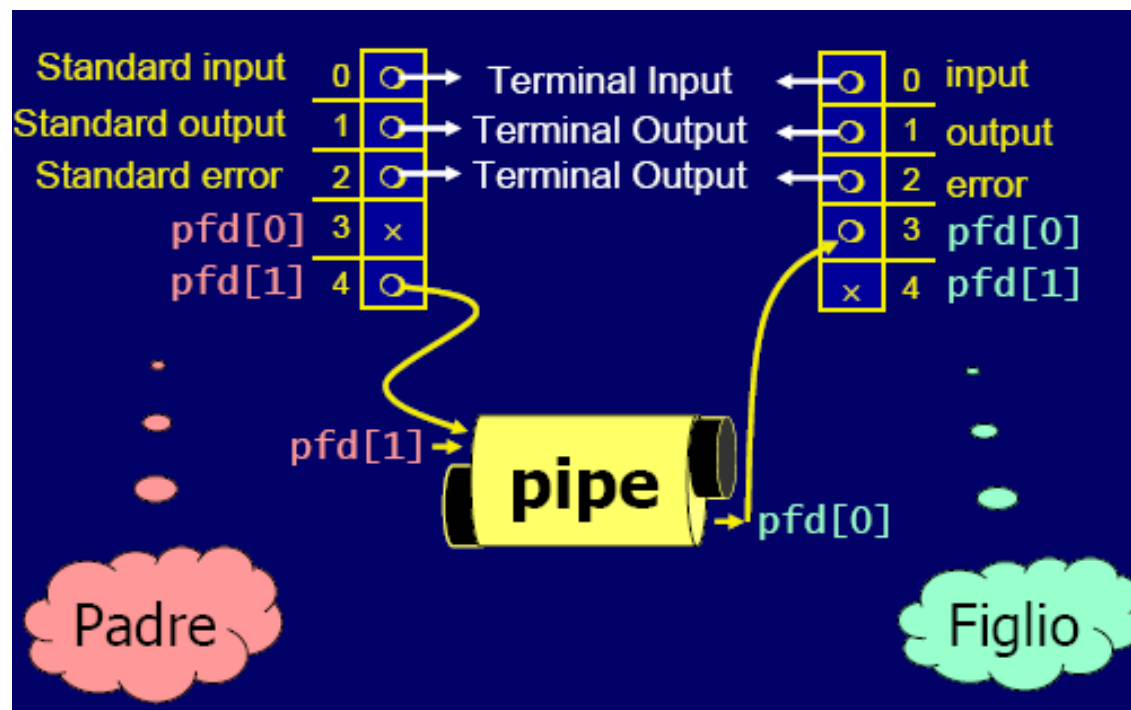 Standard input 0 Terminal Input 0 input
Standard output 1 Terminal Output 1 output
Standard error 2 Terminal Output 2 error
pfd[0] 3 x 3 pfd[0]
pfd[1] 4 x 4 pfd[1]
pfd[1] pipe pfd[0]
Padre Figlio